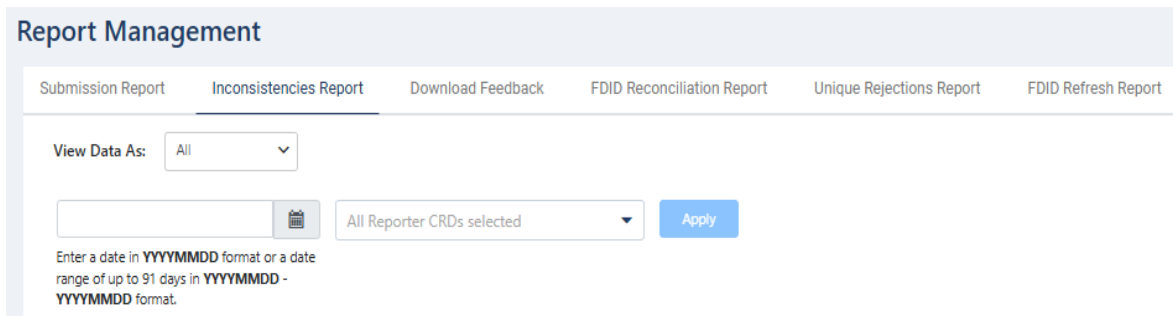 Report Management
Submission Report Inconsistencies Report Download Feedback FDID Reconciliation Report Unique Rejections Report FDID Refresh Report
View Data As: All
All Reporter CRDs selected Apply
Enter a date in YYYYMMDD format or a date
range of up to 91 days in YYYYMMDD -
YYYYMMDD format.